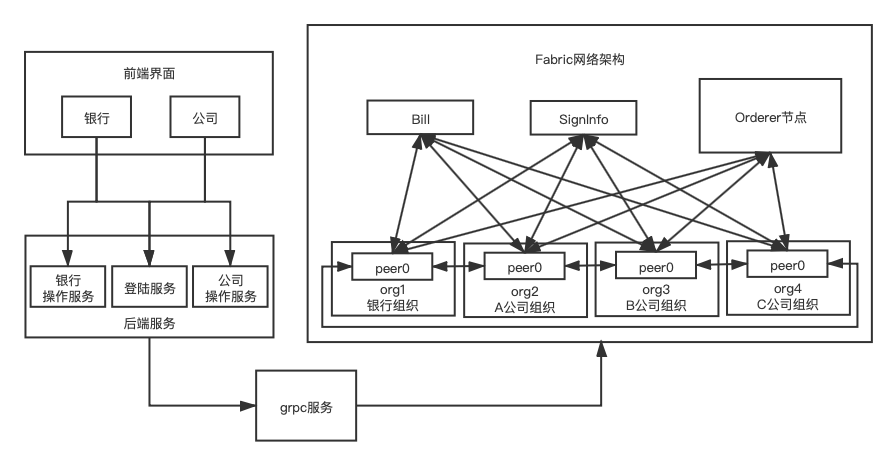 前端界面
银行
公司
银行
操作服务
登陆服务
公司
操作服务
后端服务
grpc服务
Fabric网络架构
Bill
SignInfo
Orderer节点
peer0
org1
银行组织
peer0
org2
A公司组织
peer0
org3
B公司组织
peer0
org4
C公司组织